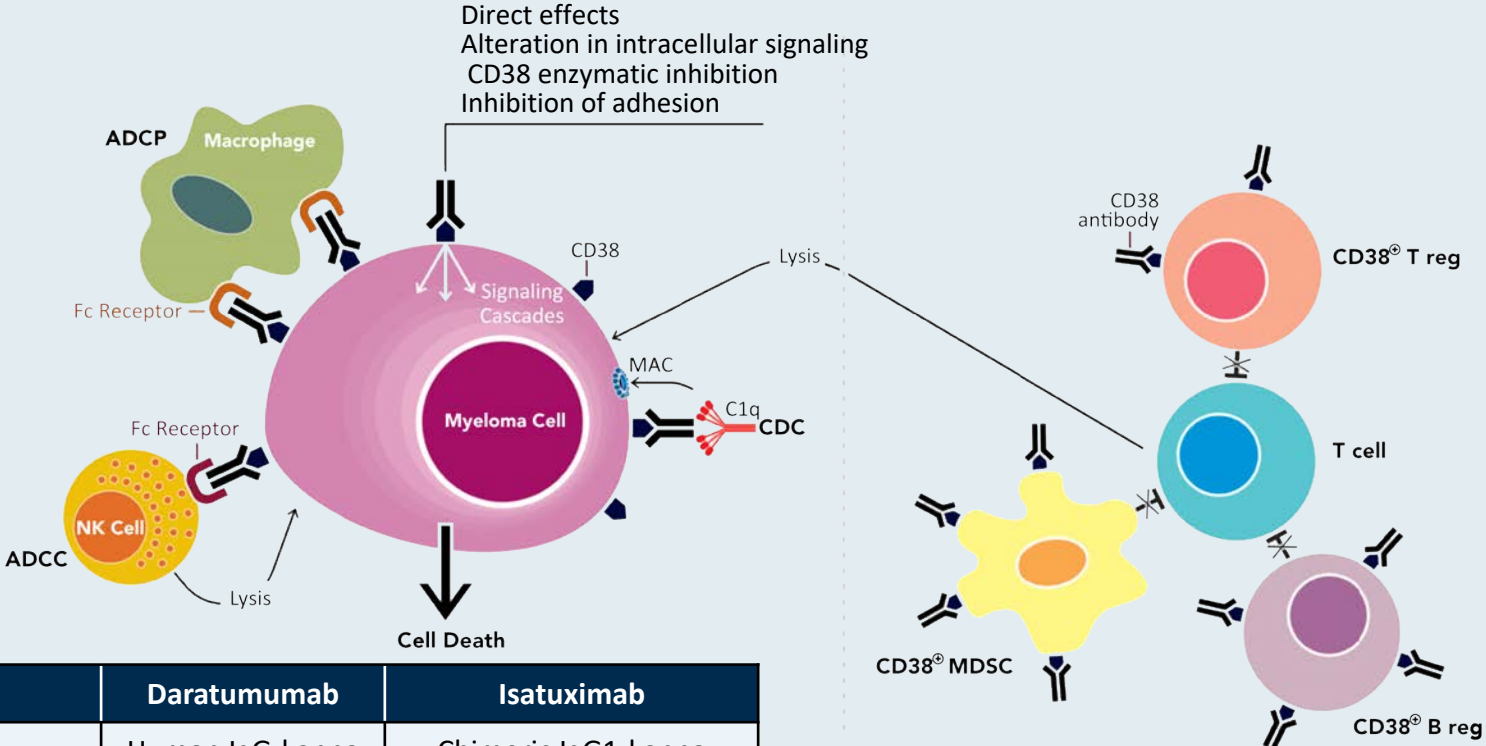 Direct effects
Alteration in intracellular signaling
CD38 enzymatic inhibition
Inhibition of adhesion
ADCP
Macrophage
CD38
antibody
CD38⊕ T reg
CD38
Lysis
Signaling
Cascades
Fc Receptor
MAC
Myeloma Cell
C1q
CDC
Fc Receptor
T cell
NK Cell
ADCC
Lysis
Cell Death
CD38⊕ MDSC
CD38⊕ B reg
Daratumumab Isatuximab